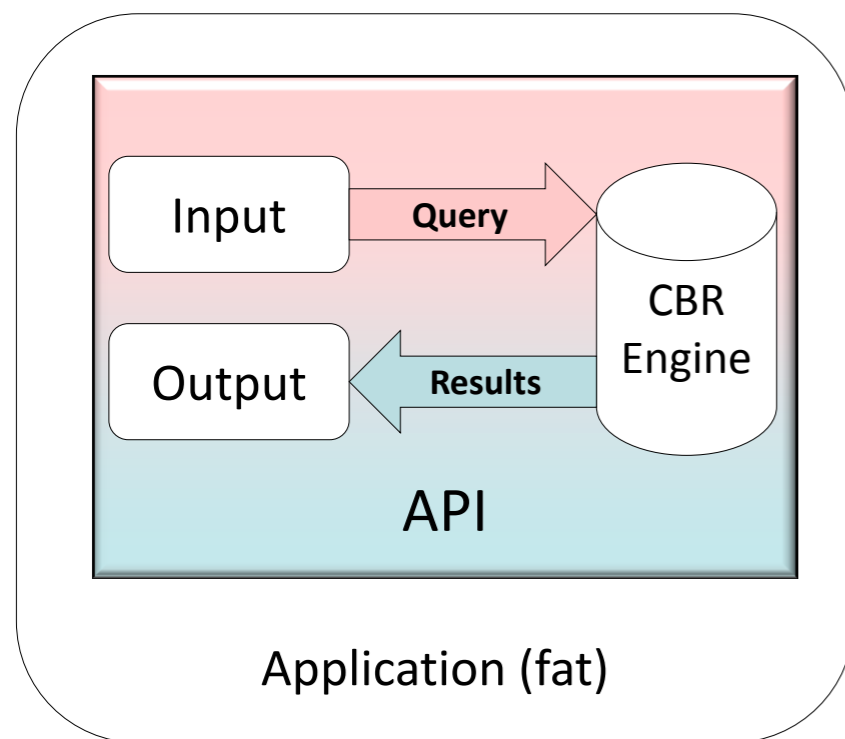 Input
Query
CBR
Engine
Output
Results
API
Application (fat)